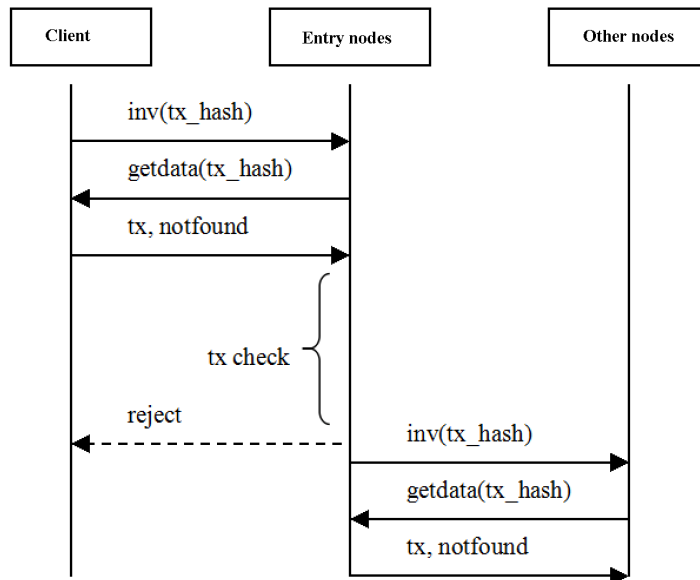 Client
Entry nodes
Other nodes
inv(tx_hash)
getdata(tx_hash)
tx, notfound
tx check
reject
inv(tx_hash)
getdata(tx_hash)
tx, notfound